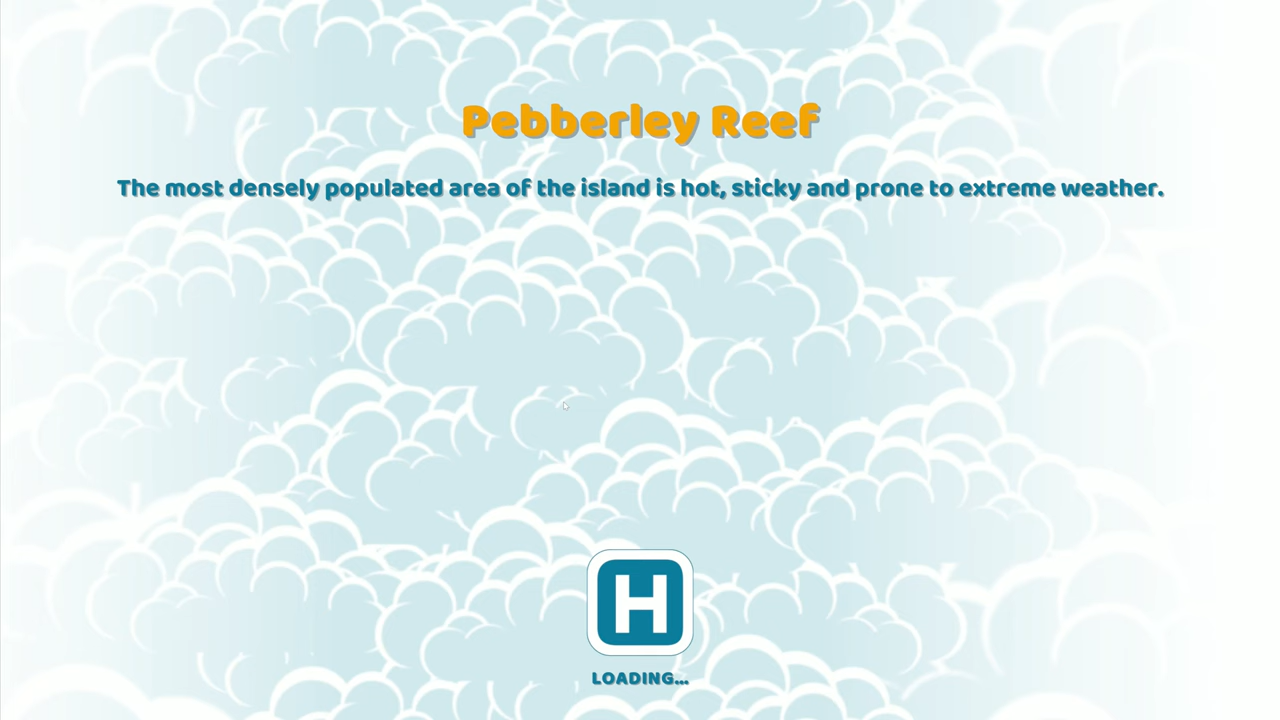 Pebberley Reef
The most densely populated area of the island is hot, sticky and prone to extreme weather.
H
LOADING...